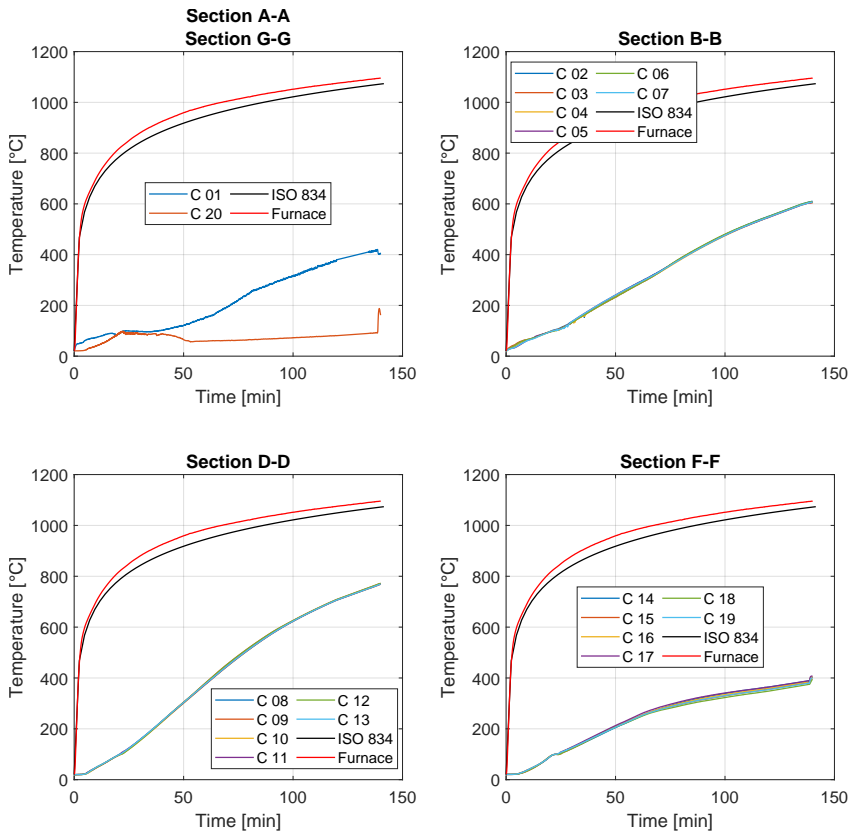 Section A-A
Section G-G
1200
1000
800
600
400
200
0
Temperature [°C]
C 01
C 20
ISO 834
Furnace
0 50 100 150
Time [min]
Section B-B
1200
1000
800
600
400
200
0
Temperature [°C]
C 02 C 06
C 03 C 07
C 04 ISO 834
C 05 Furnace
0 50 100 150
Time [min]
Section D-D
1200
1000
800
600
400
200
0
Temperature [°C]
C 08 C 12
C 09 C 13
C 10 ISO 834
C 11 Furnace
0 50 100 150
Time [min]
Section F-F
1200
1000
800
600
400
200
0
Temperature [°C]
C 14 C 18
C 15 C 19
C 16 ISO 834
C 17 Furnace
0 50 100 150
Time [min]